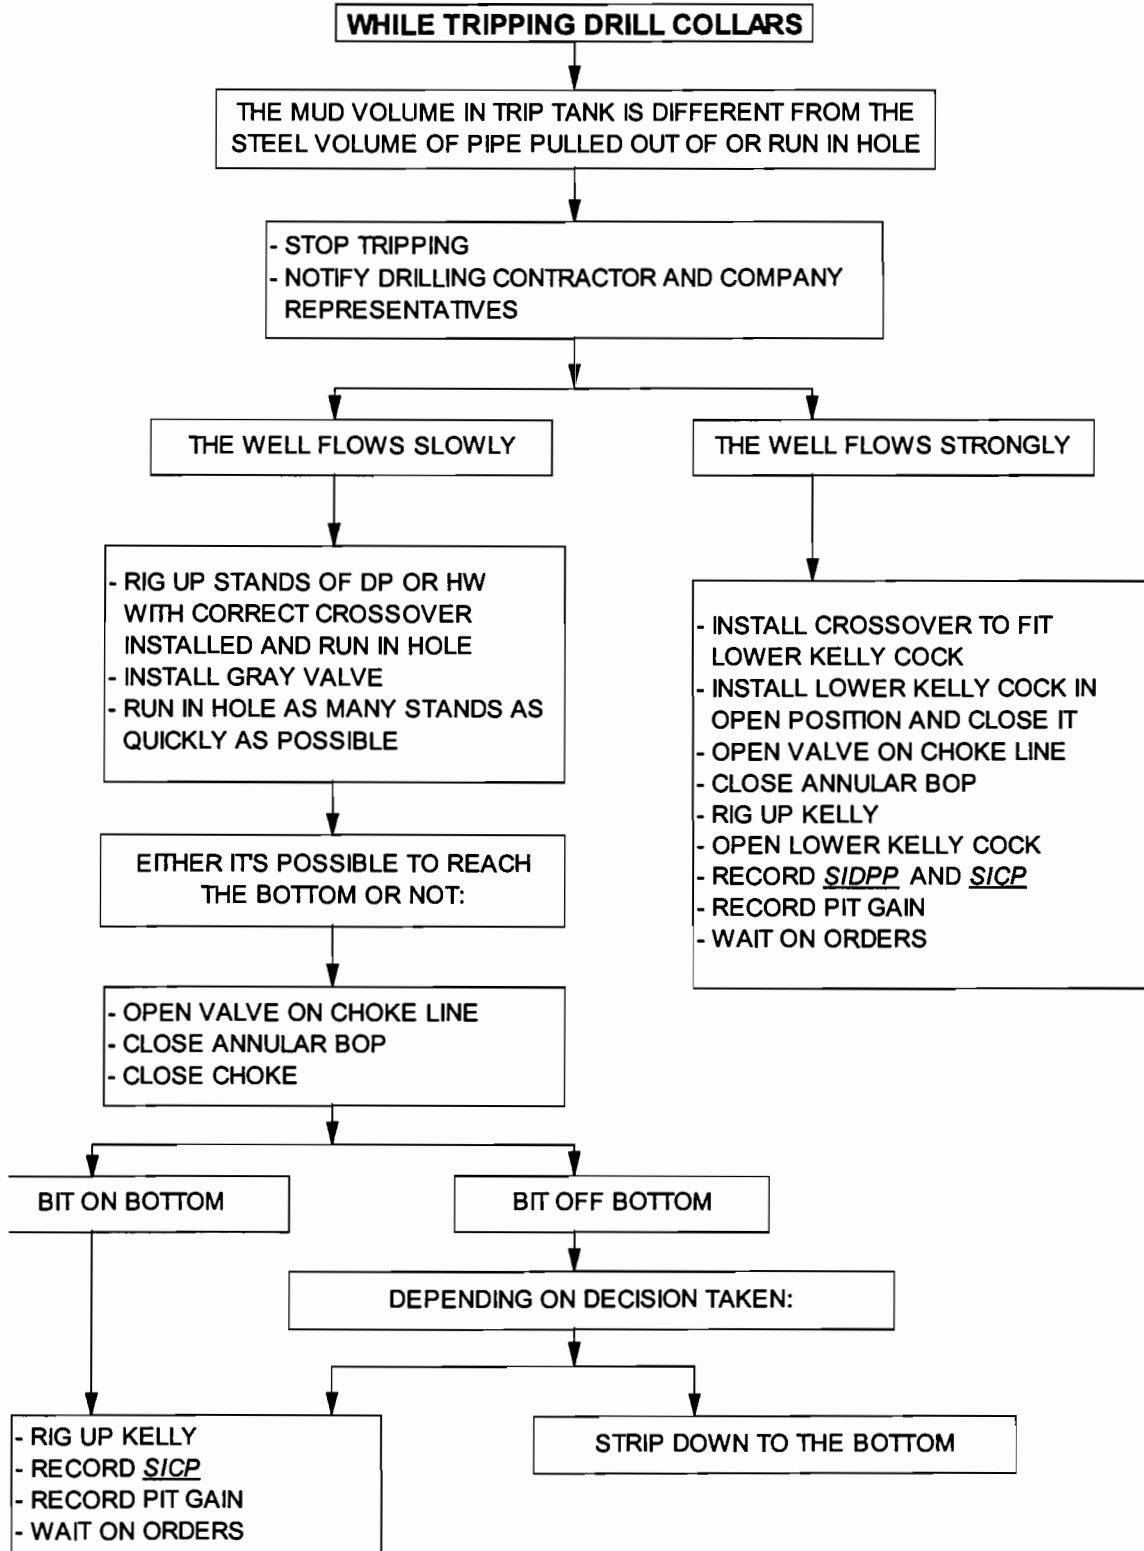 WHILE TRIPPING DRILL COLLARS
THE MUD VOLUME IN TRIP TANK IS DIFFERENT FROM THE
STEEL VOLUME OF PIPE PULLED OUT OF OR RUN IN HOLE
- STOP TRIPPING
- NOTIFY DRILLING CONTRACTOR AND COMPANY
REPRESENTATIVES
THE WELL FLOWS SLOWLY
THE WELL FLOWS STRONGLY
- RIG UP STANDS OF DP OR HW
WITH CORRECT CROSSOVER
INSTALLED AND RUN IN HOLE
- INSTALL GRAY VALVE
- RUN IN HOLE AS MANY STANDS AS
QUICKLY AS POSSIBLE
- INSTALL CROSSOVER TO FIT
LOWER KELLY COCK
- INSTALL LOWER KELLY COCK IN
OPEN POSITION AND CLOSE IT
- OPEN VALVE ON CHOKE LINE
- CLOSE ANNULAR BOP
- RIG UP KELLY
- OPEN LOWER KELLY COCK
- RECORD SIDPP AND SICP
- RECORD PIT GAIN
- WAIT ON ORDERS
EITHER IT'S POSSIBLE TO REACH
THE BOTTOM OR NOT:
- OPEN VALVE ON CHOKE LINE
- CLOSE ANNULAR BOP
- CLOSE CHOKE
BIT ON BOTTOM
BIT OFF BOTTOM
DEPENDING ON DECISION TAKEN:
- RIG UP KELLY
- RECORD SICP
- RECORD PIT GAIN
- WAIT ON ORDERS
STRIP DOWN TO THE BOTTOM